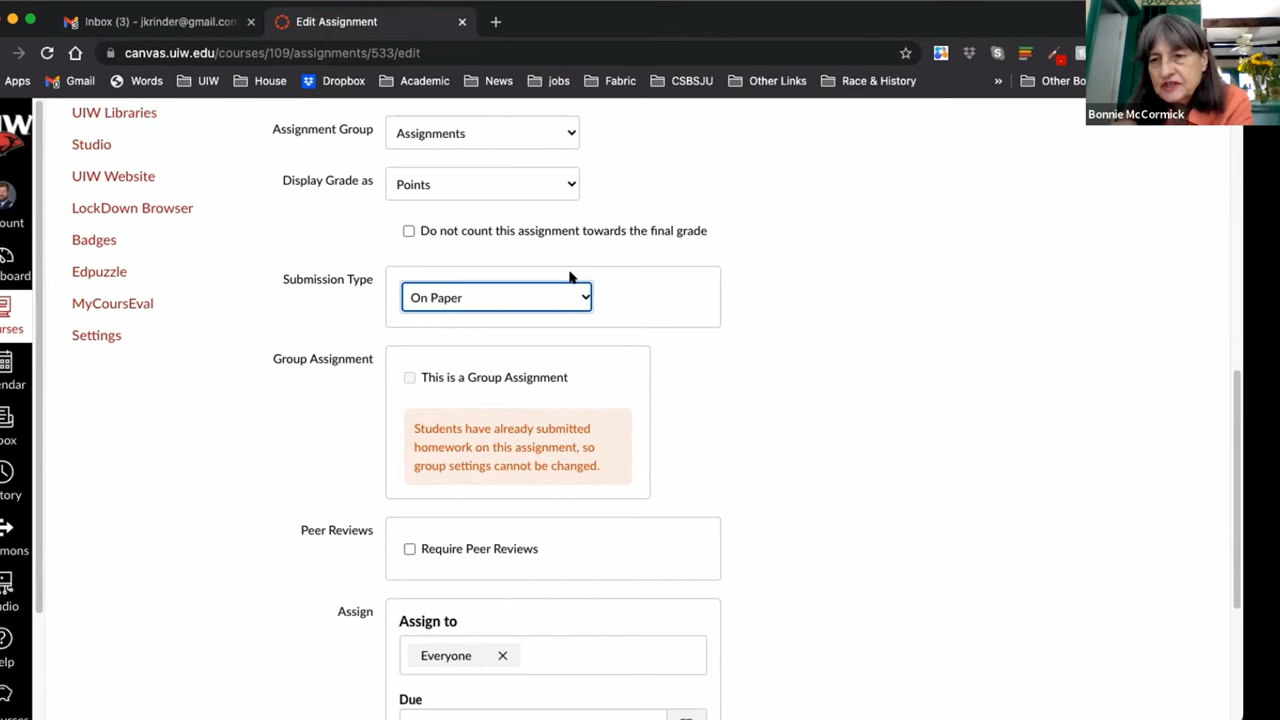 Inbox (3) - jkrinder@gmail.com
Edit Assignment
canvas.uiw.edu/courses/109/assignments/533/edit
Apps
Gmail
Words
UIW
House
Dropbox
Academic
News
Tabs
Fabric
CSBSJU
Other Links
Race & History
»
Other Bo
Bonnie McCormick
IW
ount
board
rses
ndar
box
tory
mons
udio
elp
UIW Libraries
Studio
UIW Website
LockDown Browser
Badges
Edpuzzle
MyCoursEval
Settings
Assignment Group
Assignments
Display Grade as
Points
Do not count this assignment towards the final grade
Submission Type
On Paper
Group Assignment
This is a Group Assignment
Students have already submitted
homework on this assignment, so
group settings cannot be changed.
Peer Reviews
Require Peer Reviews
Assign
Assign to
Everyone
Due